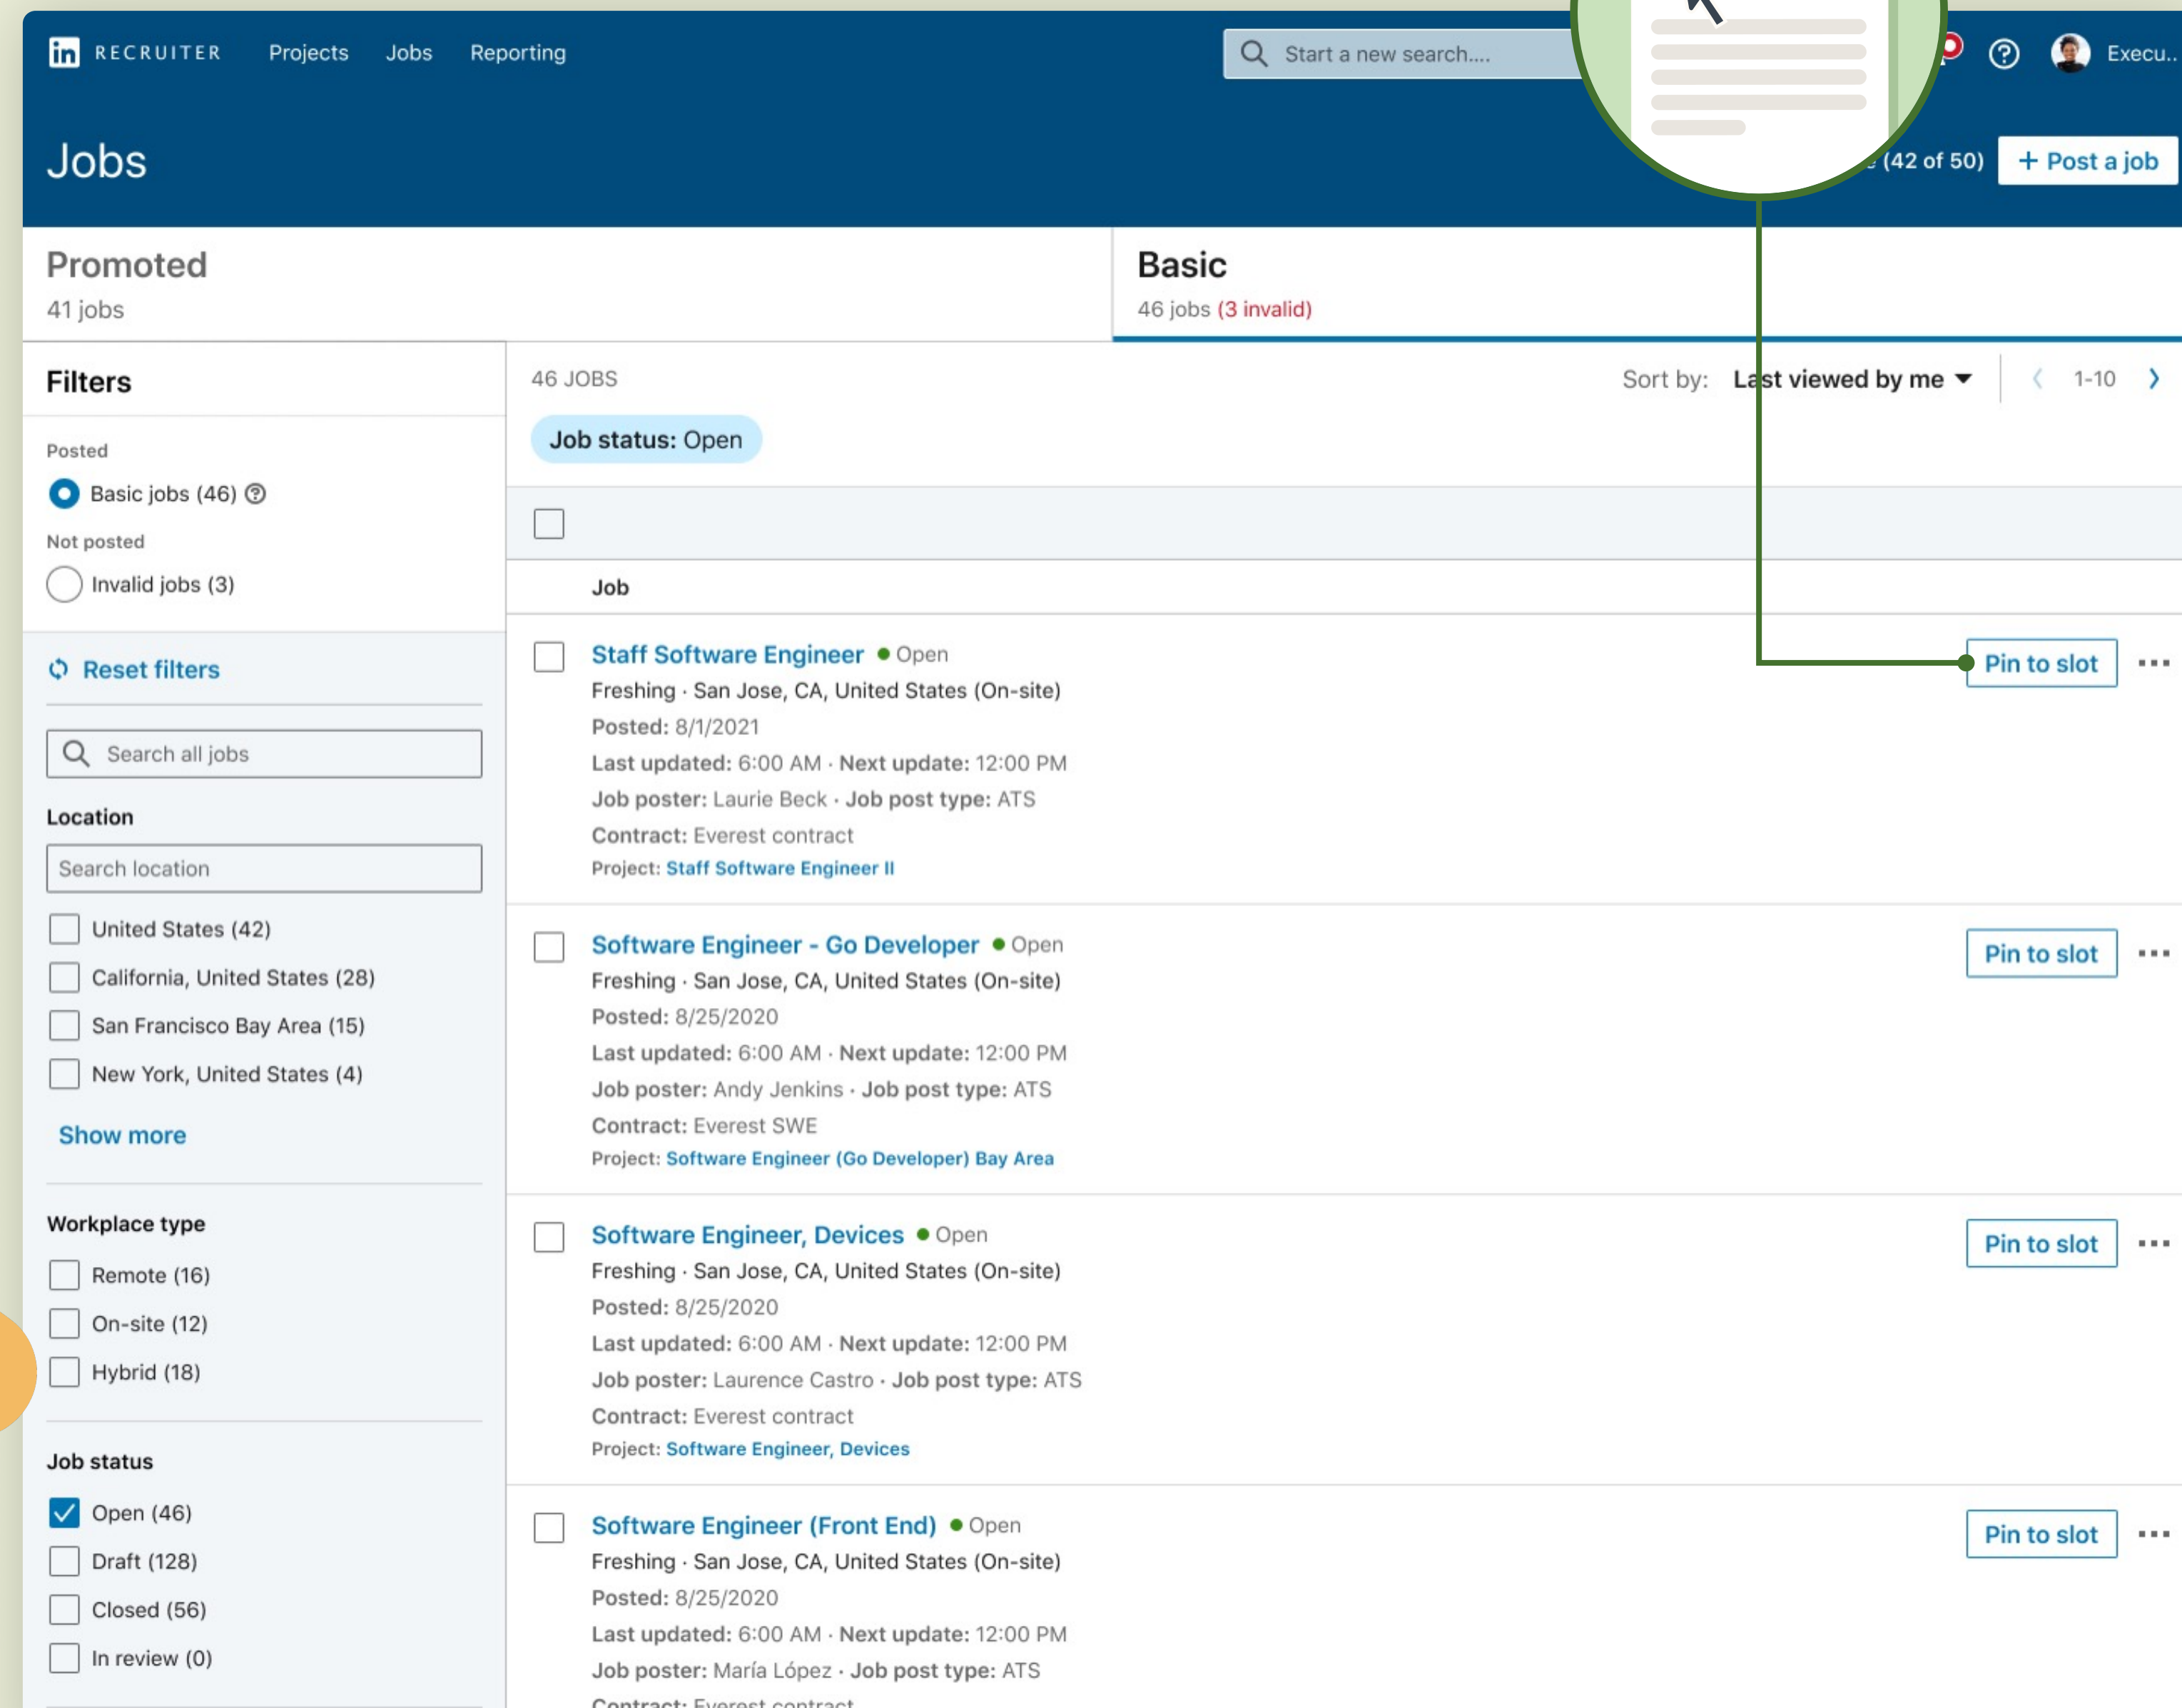 in RECRUITER Projects Jobs Reporting Start a new search.... Execu..
Jobs (42 of 50) + Post a job
Promoted
41 jobs
Basic
46 jobs (3 invalid)
Filters
46 JOBS Sort by: Last viewed by me 1-10
Job status: Open
Posted
Basic jobs (46)
Not posted
Invalid jobs (3)
Reset filters
Search all jobs
Location
Search location
United States (42)
California, United States (28)
San Francisco Bay Area (15)
New York, United States (4)
Show more
Workplace type
Remote (16)
On-site (12)
Hybrid (18)
Job status
Open (46)
Draft (128)
Closed (56)
In review (0)
Job
Staff Software Engineer Open Pin to slot
Freshing · San Jose, CA, United States (On-site)
Posted: 8/1/2021
Last updated: 6:00 AM · Next update: 12:00 PM
Job poster: Laurie Beck · Job post type: ATS
Contract: Everest contract
Project: Staff Software Engineer II
Software Engineer - Go Developer Open Pin to slot
Freshing · San Jose, CA, United States (On-site)
Posted: 8/25/2020
Last updated: 6:00 AM · Next update: 12:00 PM
Job poster: Andy Jenkins · Job post type: ATS
Contract: Everest SWE
Project: Software Engineer (Go Developer) Bay Area
Software Engineer, Devices Open Pin to slot
Freshing · San Jose, CA, United States (On-site)
Posted: 8/25/2020
Last updated: 6:00 AM · Next update: 12:00 PM
Job poster: Laurence Castro · Job post type: ATS
Contract: Everest contract
Project: Software Engineer, Devices
Software Engineer (Front End) Open Pin to slot
Freshing · San Jose, CA, United States (On-site)
Posted: 8/25/2020
Last updated: 6:00 AM · Next update: 12:00 PM
Job poster: María López · Job post type: ATS
Contract: Everest contract